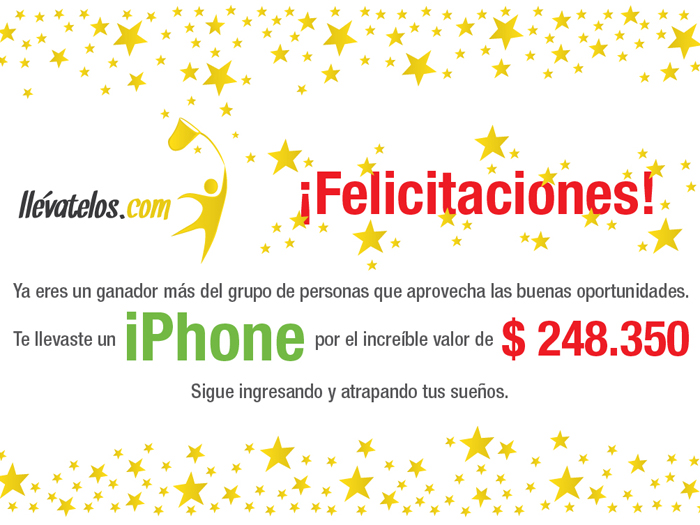 llévatelos.com
¡Felicitaciones!
Ya eres un ganador más del grupo de personas que aprovecha las buenas oportunidades.
Te llevaste un iPhone por el increíble valor de $ 248.350
Sigue ingresando y atrapando tus sueños.